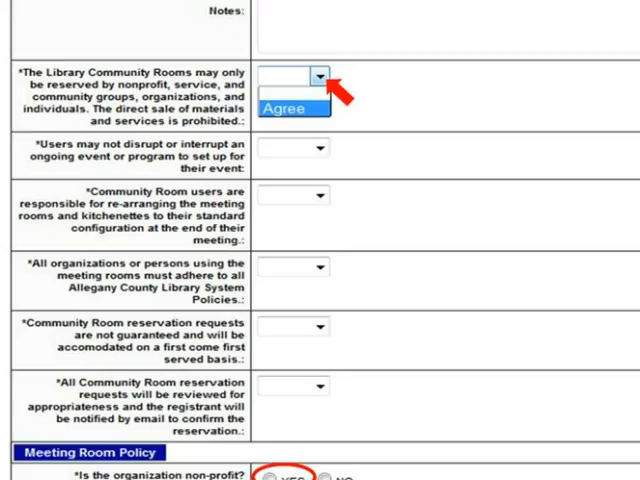 Notes:
*The Library Community Rooms may only
be reserved by nonprofit, service, and
community groups, organizations, and
individuals. The direct sale of materials
and services is prohibited.:
Agree
*Users may not disrupt or interrupt an
ongoing event or program to set up for
their event:
*Community Room users are
responsible for re-arranging the meeting
rooms and kitchenettes to their standard
configuration at the end of their
meeting.:
*All organizations or persons using the
meeting rooms must adhere to all
Allegany County Library System
Policies.:
*Community Room reservation requests
are not guaranteed and will be
accomodated on a first come first
served basis.:
*All Community Room reservation
requests will be reviewed for
appropriateness and the registrant will
be notified by email to confirm the
reservation.:
Meeting Room Policy
*Is the organization non-profit?
YES NO